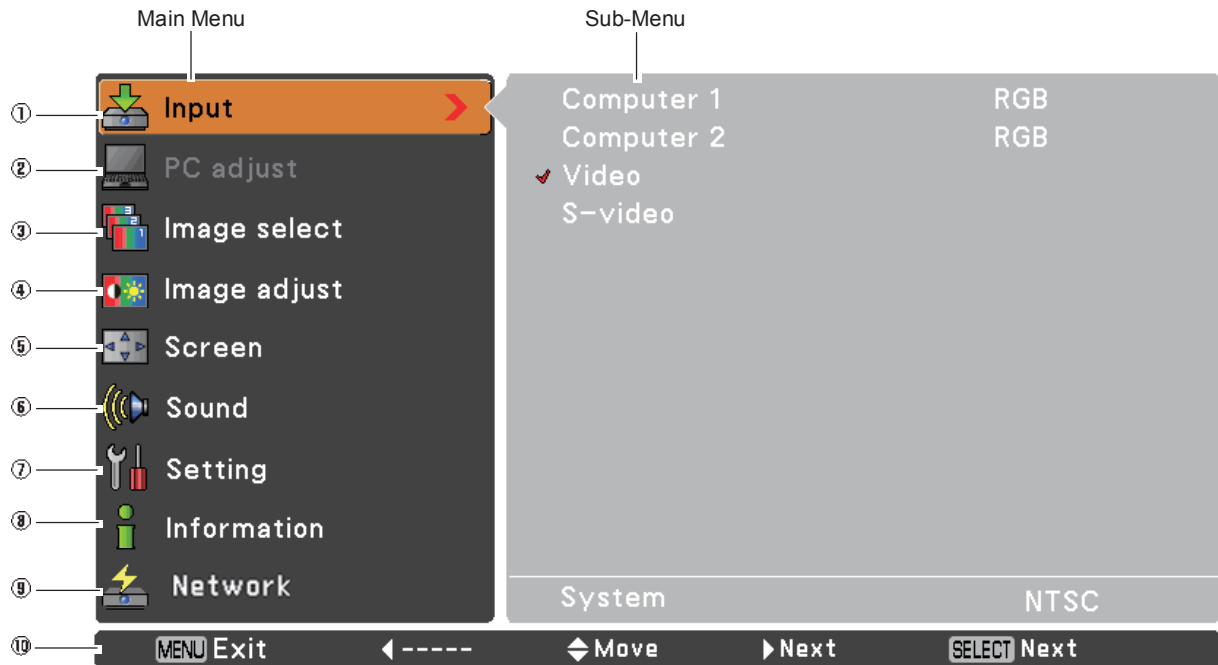 Main Menu Sub-Menu
① Input Computer 1 RGB
Computer 2 RGB
② PC adjust Video
S-video
③ Image select
④ Image adjust
⑤ Screen
⑥ Sound
⑦ Setting
⑧ Information
⑨ Network System NTSC
⑩ MENU Exit ◀----- Move ▶Next SELECT Next